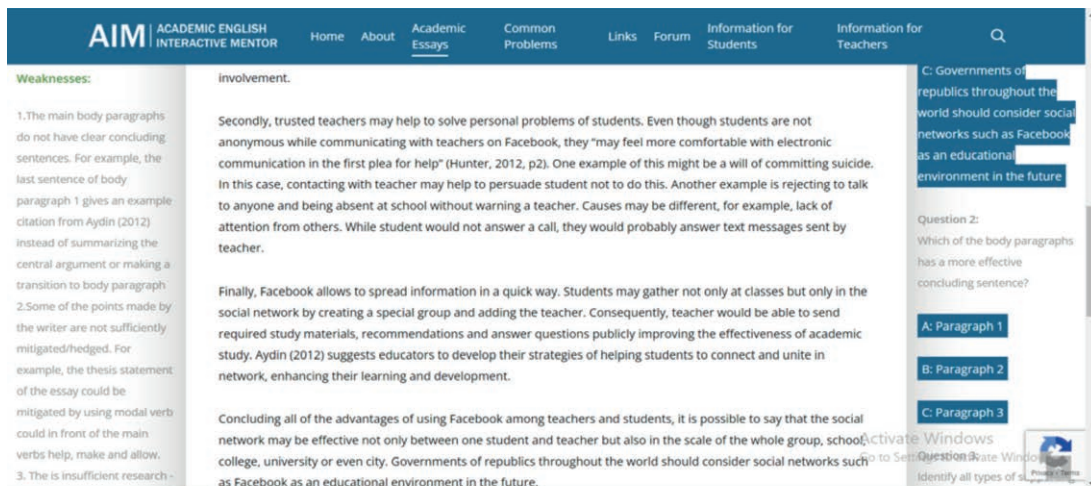 AIM ACADEMIC ENGLISH INTERACTIVE MENTOR
Home About Academic Essays Common Problems Links Forum Information for Students Information for Teachers
Weaknesses:
1.The main body paragraphs
do not have clear concluding
sentences. For example, the
last sentence of body
paragraph 1 gives an example
citation from Aydin (2012)
instead of summarizing the
central argument or making a
transition to body paragraph
2.Some of the points made by
the writer are not sufficiently
mitigated/hedged. For
example, the thesis statement
of the essay could be
mitigated by using modal verb
could in front of the main
verbs help, make and allow.
3. The is insufficient research -
involvement.
Secondly, trusted teachers may help to solve personal problems of students. Even though students are not
anonymous while communicating with teachers on Facebook, they “may feel more comfortable with electronic
communication in the first plea for help” (Hunter, 2012, p2). One example of this might be a will of committing suicide.
In this case, contacting with teacher may help to persuade student not to do this. Another example is rejecting to talk
to anyone and being absent at school without warning a teacher. Causes may be different, for example, lack of
attention from others. While student would not answer a call, they would probably answer text messages sent by
teacher.
Finally, Facebook allows to spread information in a quick way. Students may gather not only at classes but only in the
social network by creating a special group and adding the teacher. Consequently, teacher would be able to send
required study materials, recommendations and answer questions publicly improving the effectiveness of academic
study. Aydin (2012) suggests educators to develop their strategies of helping students to connect and unite in
network, enhancing their learning and development.
Concluding all of the advantages of using Facebook among teachers and students, it is possible to say that the social
network may be effective not only between one student and teacher but also in the scale of the whole group, school,
college, university or even city. Governments of republics throughout the world should consider social networks such
as Facebook as an educational environment in the future.
C: Governments of
republics throughout the
world should consider social
networks such as Facebook
as an educational
environment in the future
Question 2:
Which of the body paragraphs
has a more effective
concluding sentence?
A: Paragraph 1
B: Paragraph 2
C: Paragraph 3
Activate Windows
Go to Settings to activate Windows.
Question 3:
Identify all types of
Privacy - Terms